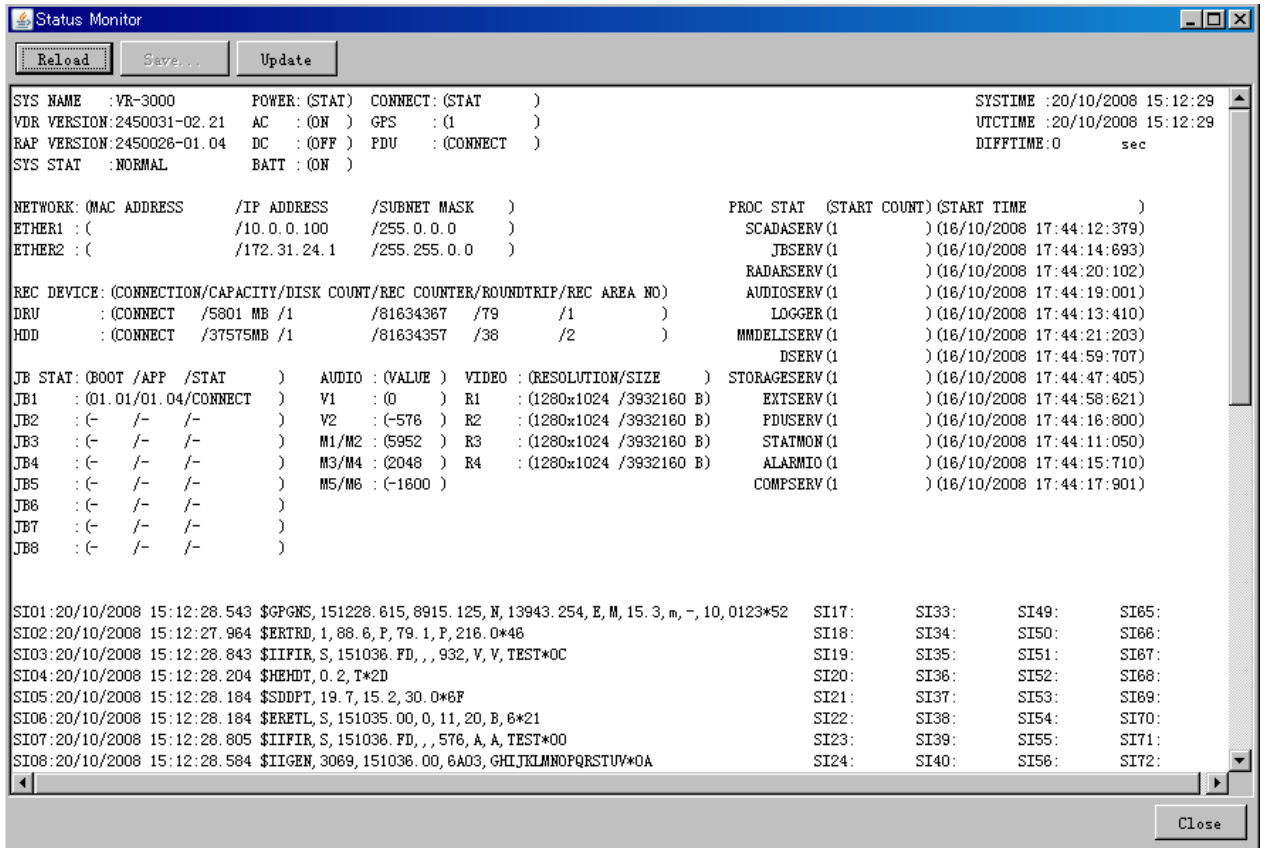 Status Monitor
Reload Save... Update
SYS NAME :VR-3000 POWER:(STAT) CONNECT:(STAT ) SYSTIME :20/10/2008 15:12:29
VDR VERSION:2450031-02.21 AC :(ON ) GPS :(1 ) UTCTIME :20/10/2008 15:12:29
RAP VERSION:2450026-01.04 DC :(OFF ) PDU :(CONNECT ) DIFFTIME:0 sec
SYS STAT :NORMAL BATT :(ON )
NETWORK:(MAC ADDRESS /IP ADDRESS /SUBNET MASK ) PROC STAT (START COUNT)(START TIME )
ETHER1 :( /10.0.0.100 /255.0.0.0 ) SCADASERV(1 )(16/10/2008 17:44:12:379)
ETHER2 :( /172.31.24.1 /255.255.0.0 ) JBSERV(1 )(16/10/2008 17:44:14:693)
RADARSERV(1 )(16/10/2008 17:44:20:102)
REC DEVICE:(CONNECTION/CAPACITY/DISK COUNT/REC COUNTER/ROUNDTRIP/REC AREA NO) AUDIOSERV(1 )(16/10/2008 17:44:19:001)
DRU :(CONNECT /5801 MB /1 /81634367 /79 /1 ) LOGGER(1 )(16/10/2008 17:44:13:410)
HDD :(CONNECT /37575MB /1 /81634357 /38 /2 ) MMDELISERV(1 )(16/10/2008 17:44:21:203)
DSERV(1 )(16/10/2008 17:44:59:707)
JB STAT:(BOOT /APP /STAT ) AUDIO :(VALUE ) VIDEO :(RESOLUTION/SIZE ) STORAGESERV(1 )(16/10/2008 17:44:47:405)
JB1 :(01.01/01.04/CONNECT ) V1 :(0 ) R1 :(1280x1024 /3932160 B) EXTSERV(1 )(16/10/2008 17:44:58:621)
JB2 :(- /- /- ) V2 :(-576 ) R2 :(1280x1024 /3932160 B) PDUSERV(1 )(16/10/2008 17:44:16:800)
JB3 :(- /- /- ) M1/M2 :(5952 ) R3 :(1280x1024 /3932160 B) STATMON(1 )(16/10/2008 17:44:11:050)
JB4 :(- /- /- ) M3/M4 :(2048 ) R4 :(1280x1024 /3932160 B) ALARMIO(1 )(16/10/2008 17:44:15:710)
JB5 :(- /- /- ) M5/M6 :(-1600 ) COMPSERV(1 )(16/10/2008 17:44:17:901)
JB6 :(- /- /- )
JB7 :(- /- /- )
JB8 :(- /- /- )
SI01:20/10/2008 15:12:28.543 $GPGNS,151228.615,8915.125,N,13943.254,E,M,15.3,m,-,10,0123*52 SI17: SI33: SI49: SI65:
SI02:20/10/2008 15:12:27.964 $ERTRD,1,88.6,P,79.1,P,216.0*46 SI18: SI34: SI50: SI66:
SI03:20/10/2008 15:12:28.843 $IIFIR,S,151036.FD,,,932,V,V,TEST*0C SI19: SI35: SI51: SI67:
SI04:20/10/2008 15:12:28.204 $HEHDT,0.2,T*2D SI20: SI36: SI52: SI68:
SI05:20/10/2008 15:12:28.184 $SDDPT,19.7,15.2,30.0*6F SI21: SI37: SI53: SI69:
SI06:20/10/2008 15:12:28.184 $ERETL,S,151035.00,0,11,20,B,6*21 SI22: SI38: SI54: SI70:
SI07:20/10/2008 15:12:28.805 $IIFIR,S,151036.FD,,,576,A,A,TEST*00 SI23: SI39: SI55: SI71:
SI08:20/10/2008 15:12:28.584 $IIGEN,3069,151036.00,6A03,GHIJKLMNOPQRSTUV*0A SI24: SI40: SI56: SI72:
Close